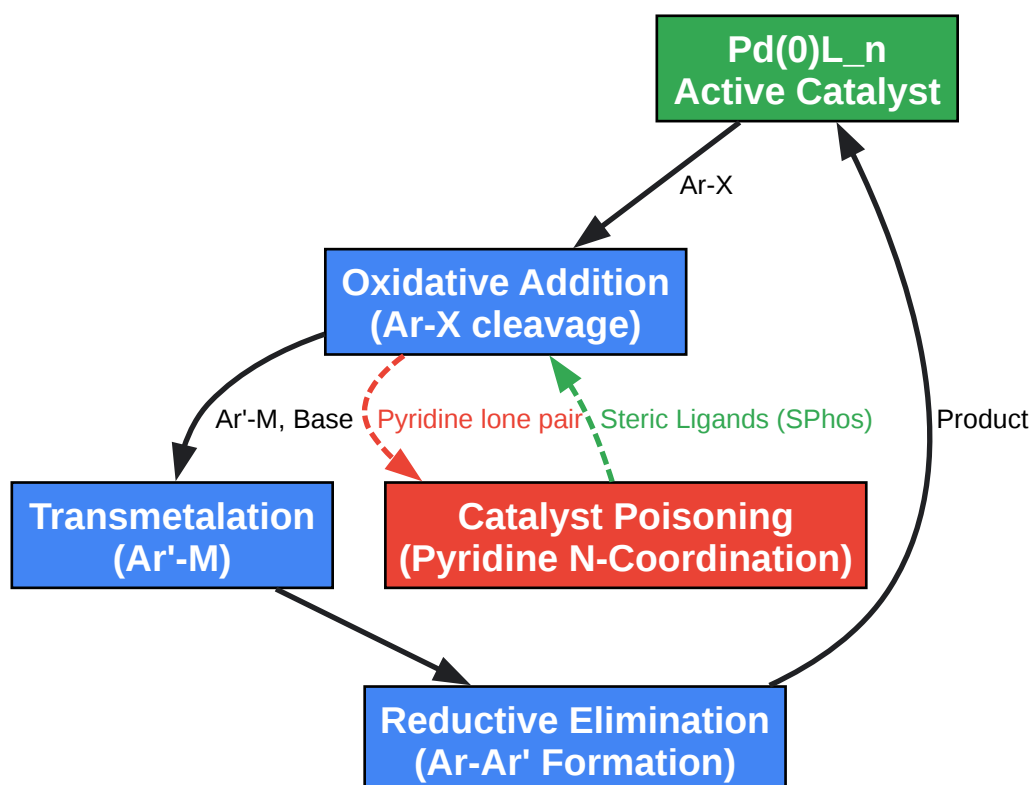 Pd(0)L_n
Active Catalyst
Ar-X
Oxidative Addition
(Ar-X cleavage)
Ar'-M, Base
Pyridine lone pair
Steric Ligands (SPhos)
Product
Transmetalation
(Ar'-M)
Catalyst Poisoning
(Pyridine N-Coordination)
Reductive Elimination
(Ar-Ar' Formation)